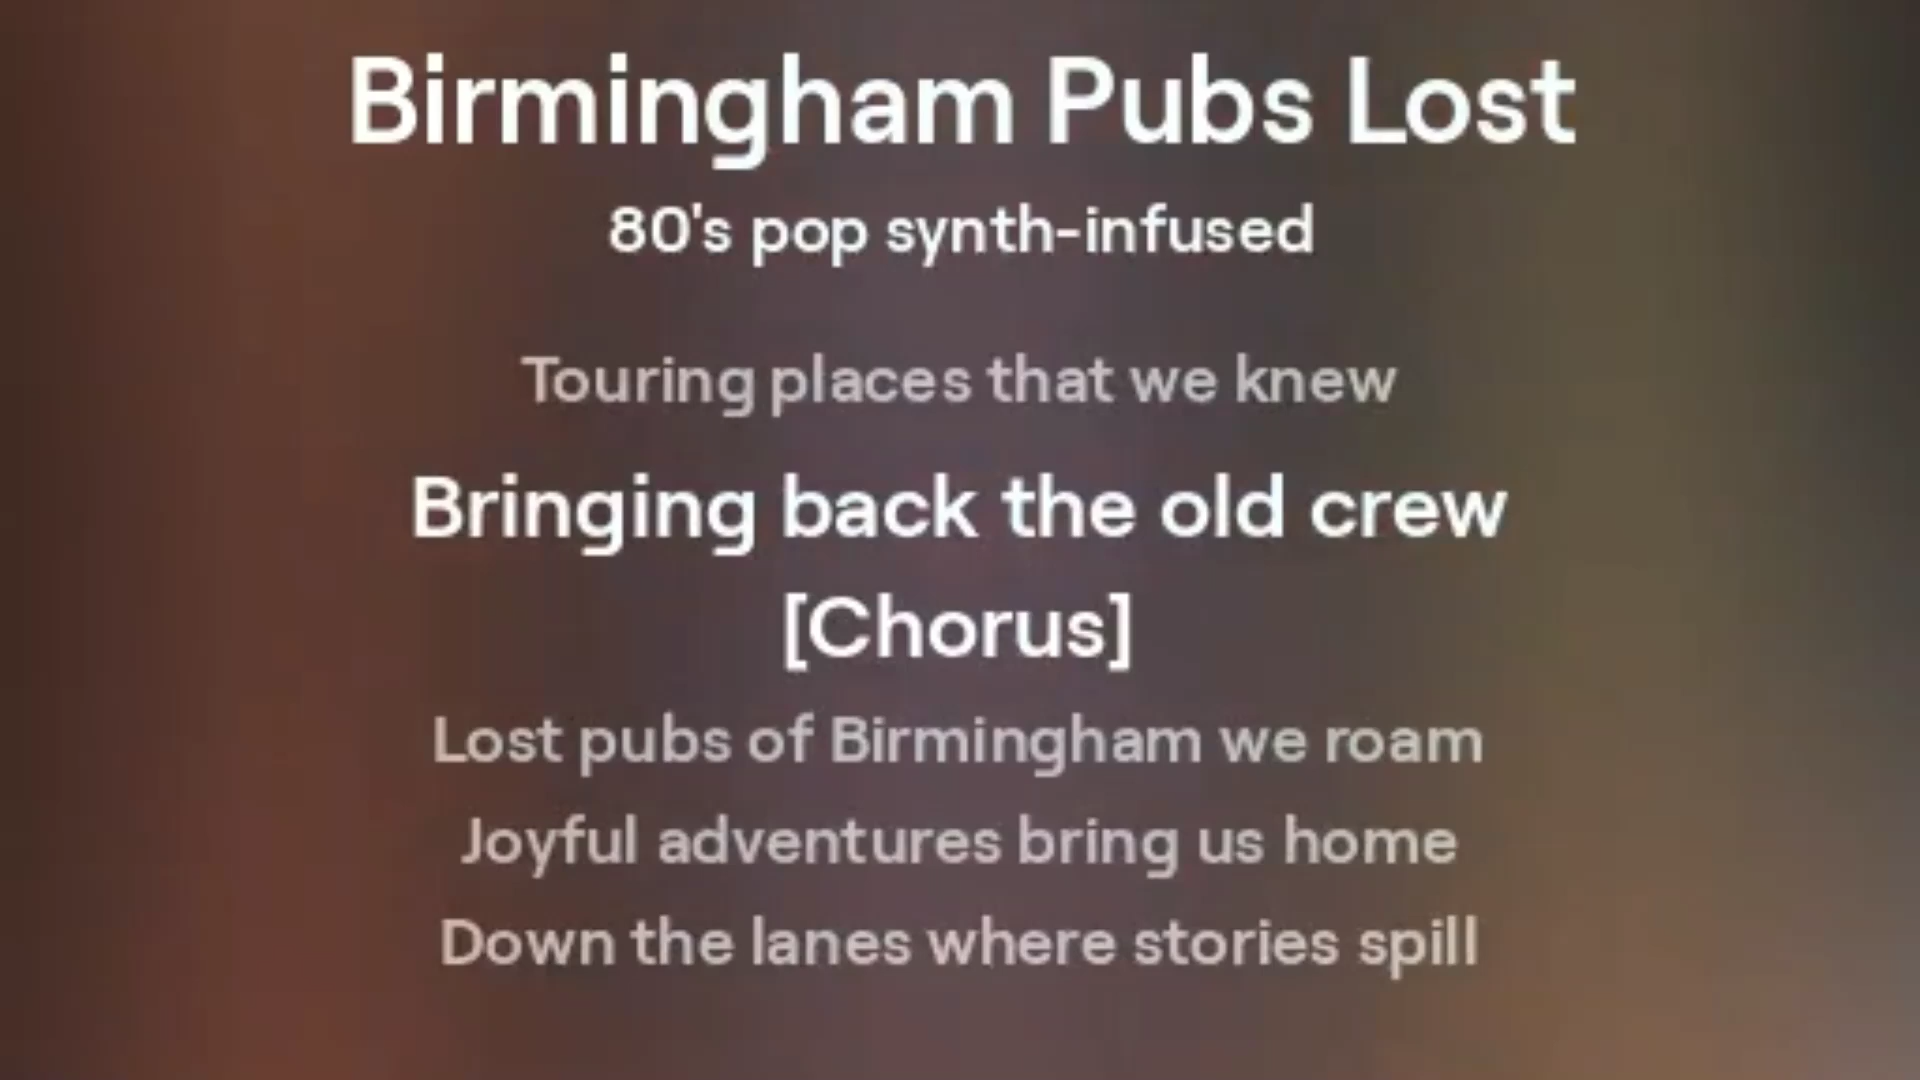 Birmingham Pubs Lost
80's pop synth-infused
Touring places that we knew
Bringing back the old crew
[Chorus]
Lost pubs of Birmingham we roam
Joyful adventures bring us home
Down the lanes where stories spill